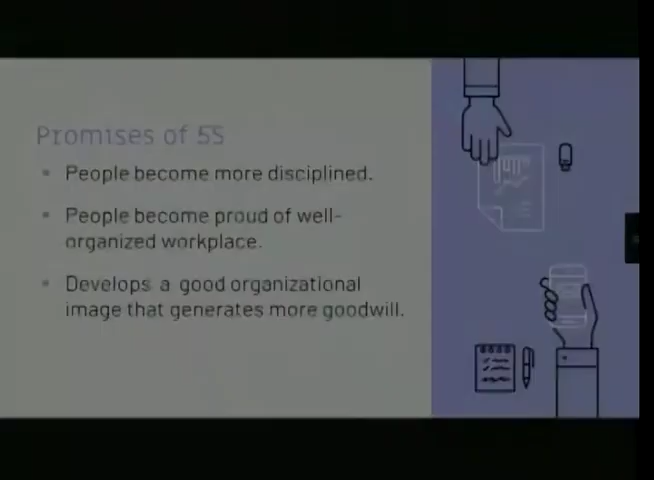 Promises of 5S
People become more disciplined.
People become proud of well-
organized workplace.
Develops a good organizational
image that generates more goodwill.